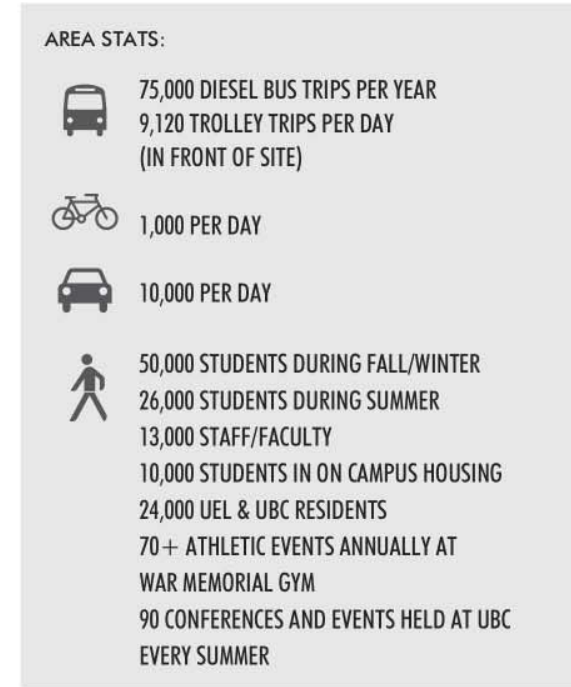 AREA STATS:
75,000 DIESEL BUS TRIPS PER YEAR
9,120 TROLLEY TRIPS PER DAY
(IN FRONT OF SITE)
1,000 PER DAY
10,000 PER DAY
50,000 STUDENTS DURING FALL/WINTER
26,000 STUDENTS DURING SUMMER
13,000 STAFF/FACULTY
10,000 STUDENTS IN ON CAMPUS HOUSING
24,000 UEL & UBC RESIDENTS
70+ ATHLETIC EVENTS ANNUALLY AT
WAR MEMORIAL GYM
90 CONFERENCES AND EVENTS HELD AT UBC
EVERY SUMMER